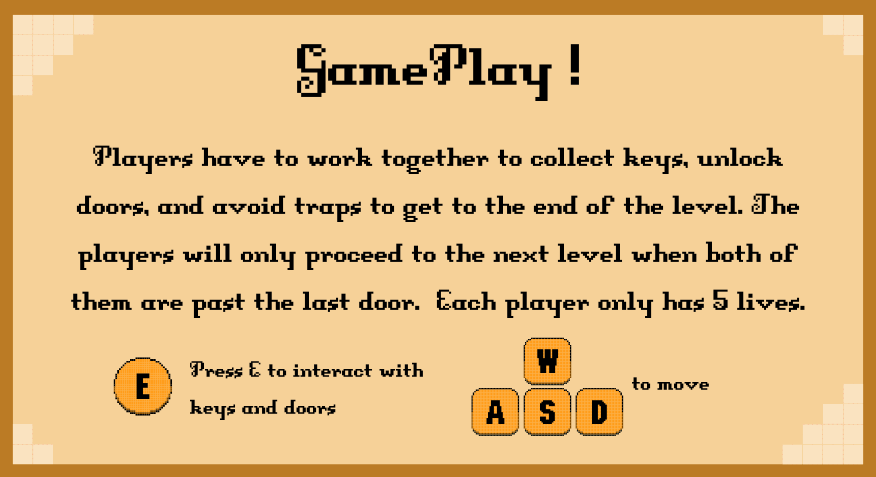 GamePlay !
Players have to work together to collect keys, unlock
doors, and avoid traps to get to the end of the level. The
players will only proceed to the next level when both of
them are past the last door. Each player only has 5 lives.
E
Press E to interact with
keys and doors
W
A S D
to move